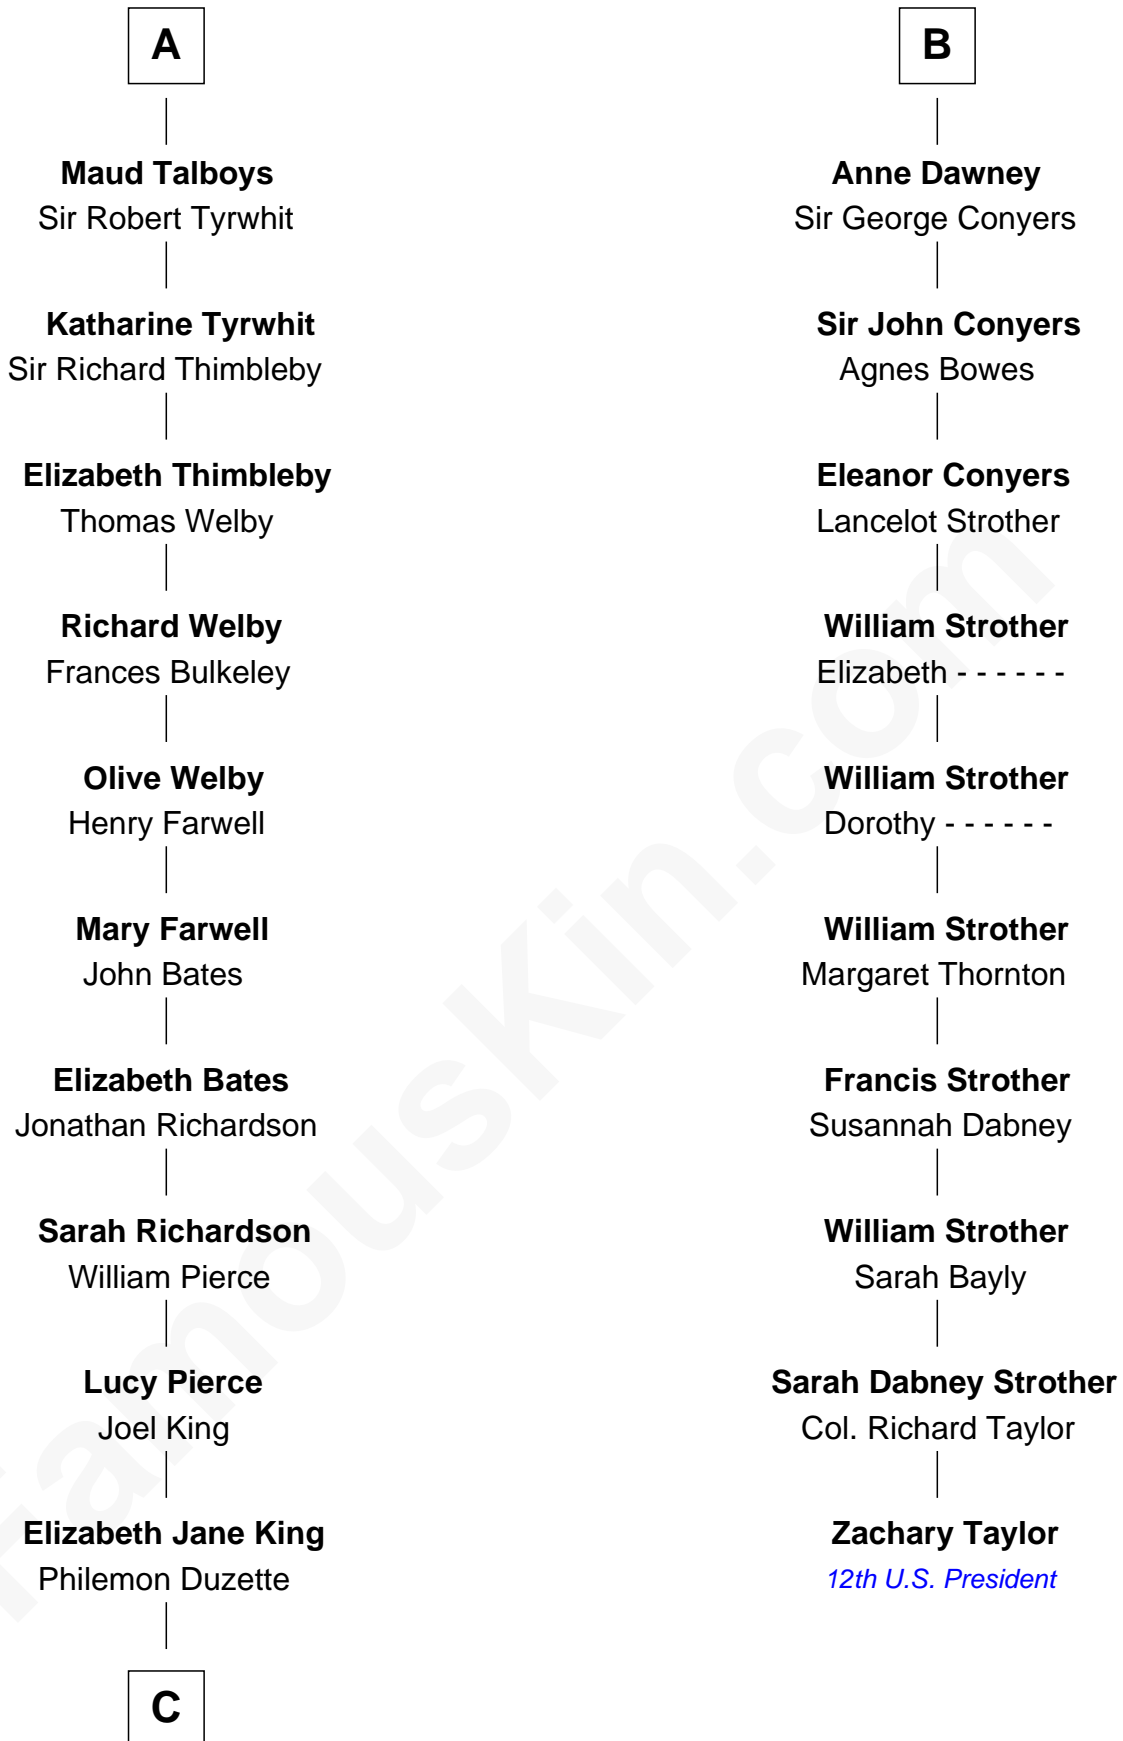 A
Maud Talboys
Sir Robert Tyrwhit
Katharine Tyrwhit
Sir Richard Thimbleby
Elizabeth Thimbleby
Thomas Welby
Richard Welby
Frances Bulkeley
Olive Welby
Henry Farwell
Mary Farwell
John Bates
Elizabeth Bates
Jonathan Richardson
Sarah Richardson
William Pierce
Lucy Pierce
Joel King
Elizabeth Jane King
Philemon Duzette
C
B
Anne Dawney
Sir George Conyers
Sir John Conyers
Agnes Bowes
Eleanor Conyers
Lancelot Strother
William Strother
Elizabeth - - - - - -
William Strother
Dorothy - - - - - -
William Strother
Margaret Thornton
Francis Strother
Susannah Dabney
William Strother
Sarah Bayly
Sarah Dabney Strother
Col. Richard Taylor
Zachary Taylor
12th U.S. President
FamousKin.com